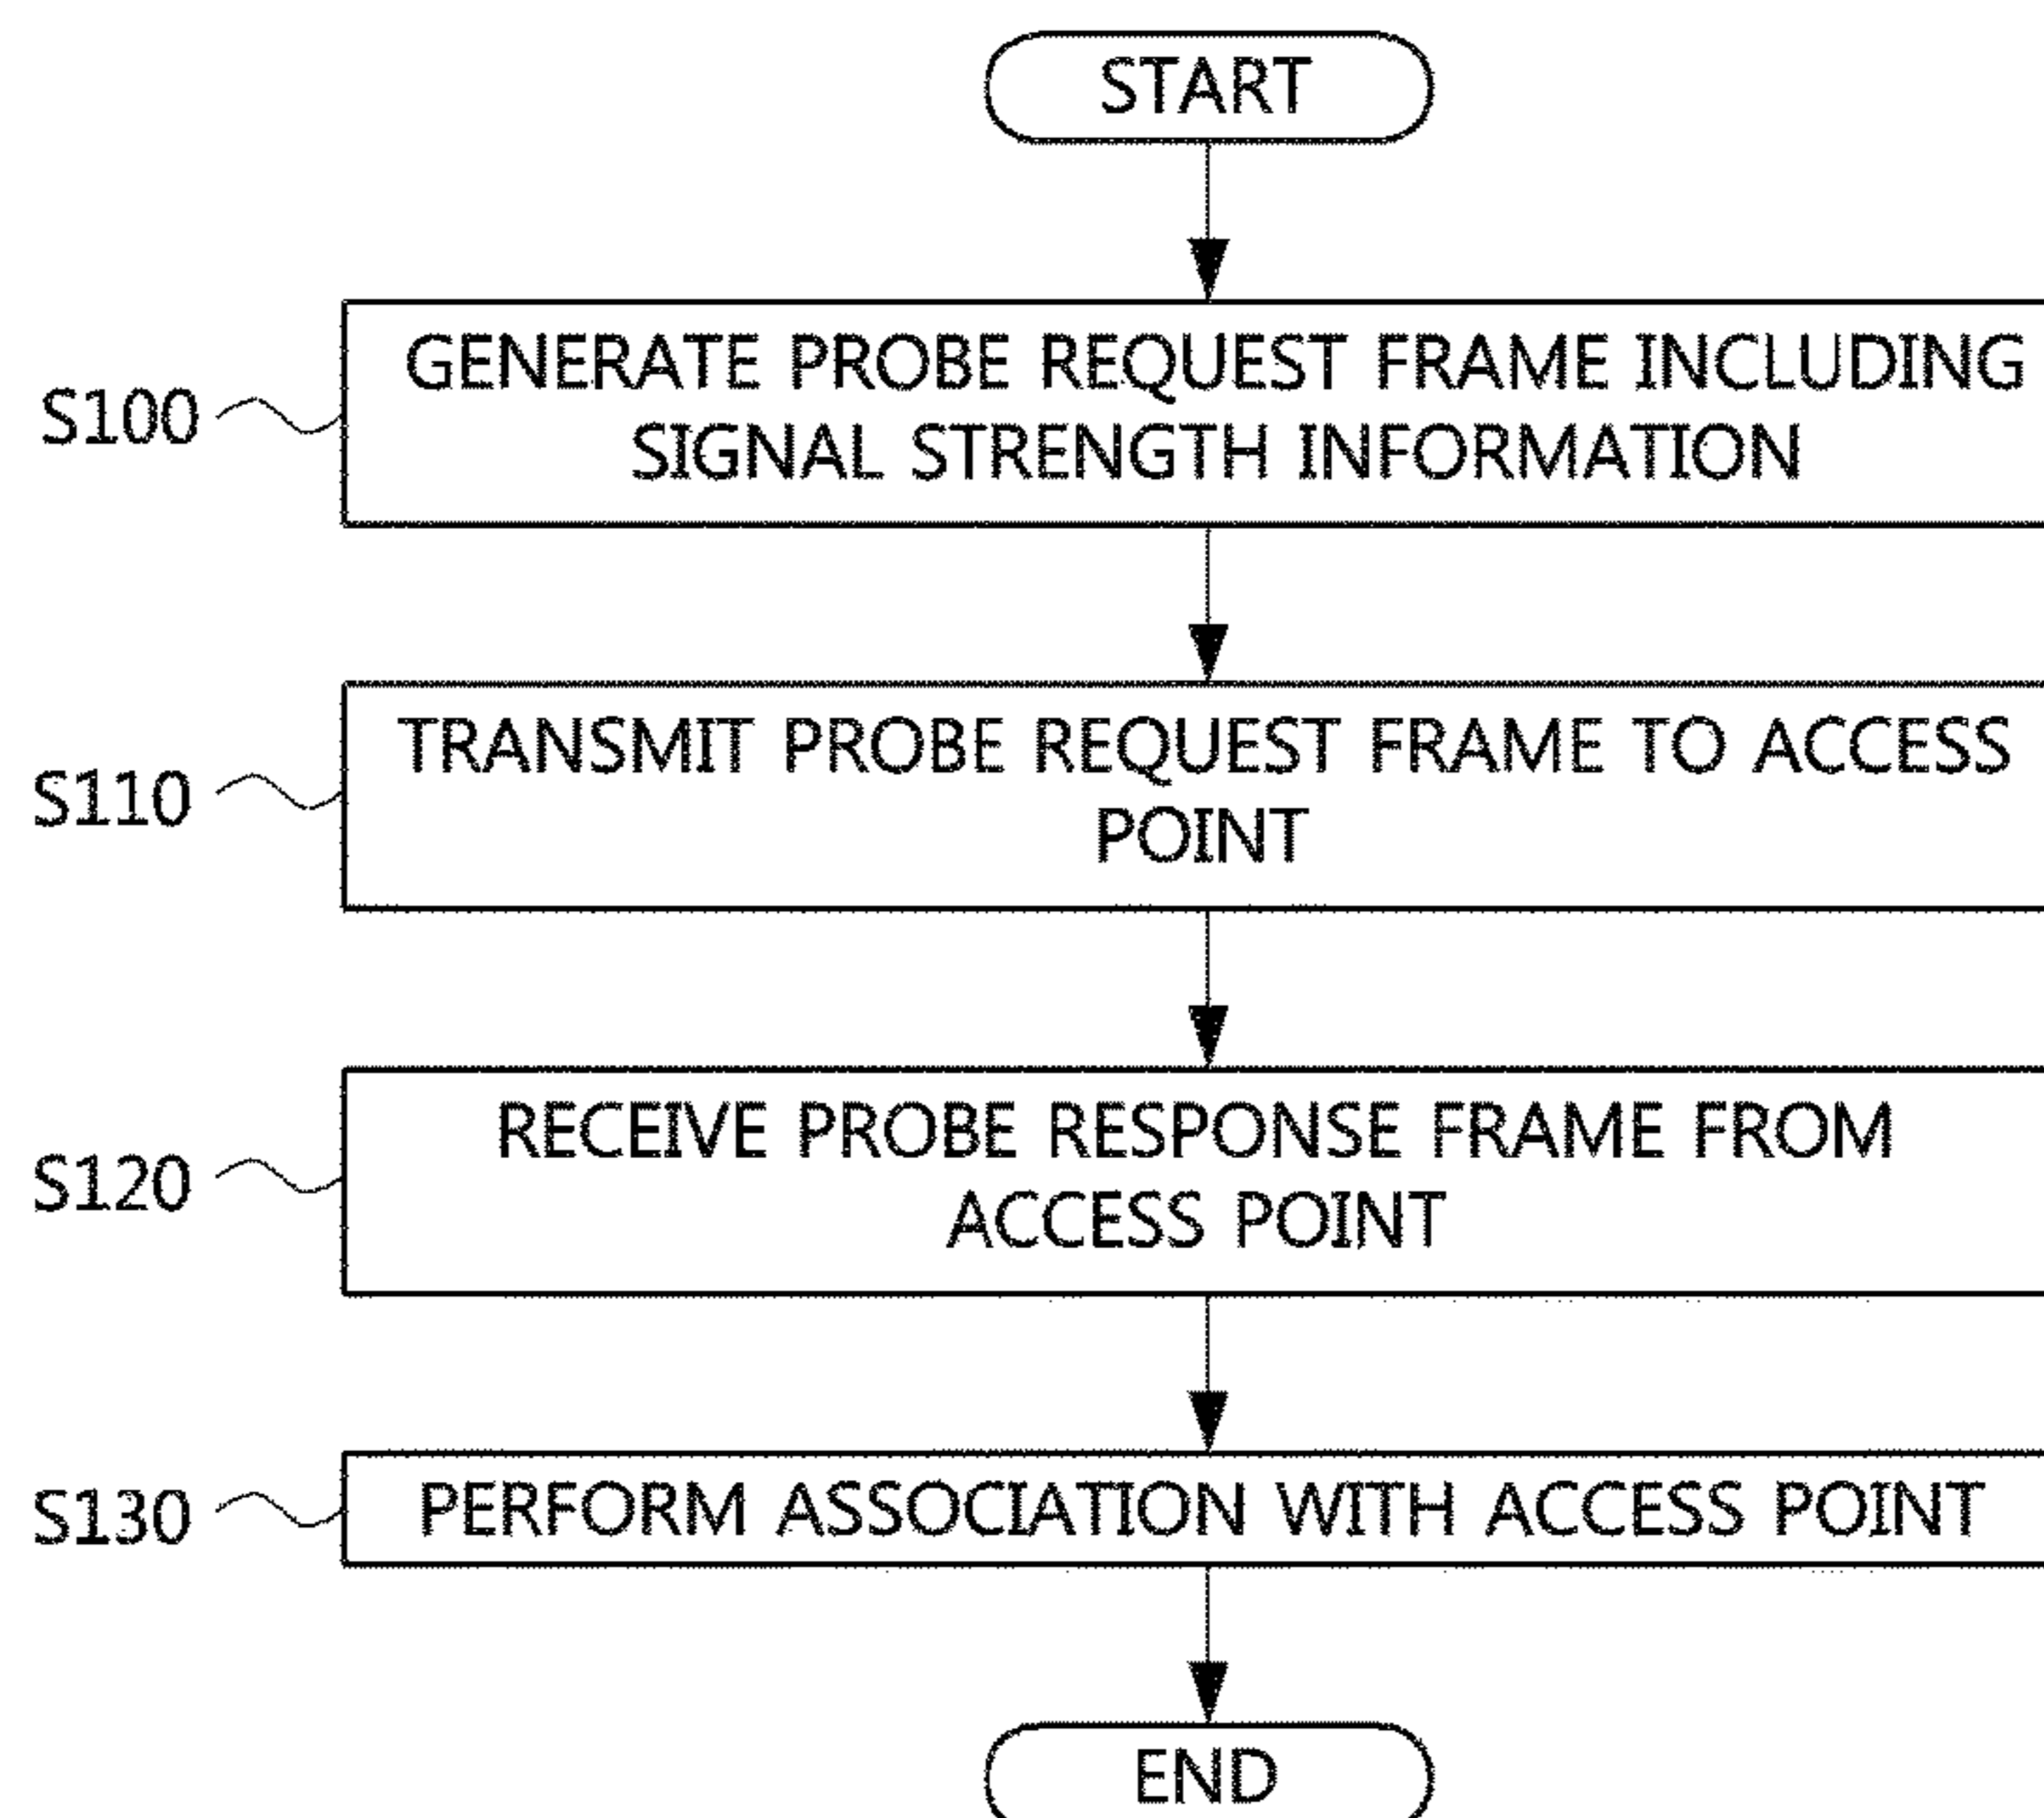 START
S100
GENERATE PROBE REQUEST FRAME INCLUDING
SIGNAL STRENGTH INFORMATION
S110
TRANSMIT PROBE REQUEST FRAME TO ACCESS
POINT
S120
RECEIVE PROBE RESPONSE FRAME FROM
ACCESS POINT
S130
PERFORM ASSOCIATION WITH ACCESS POINT
END